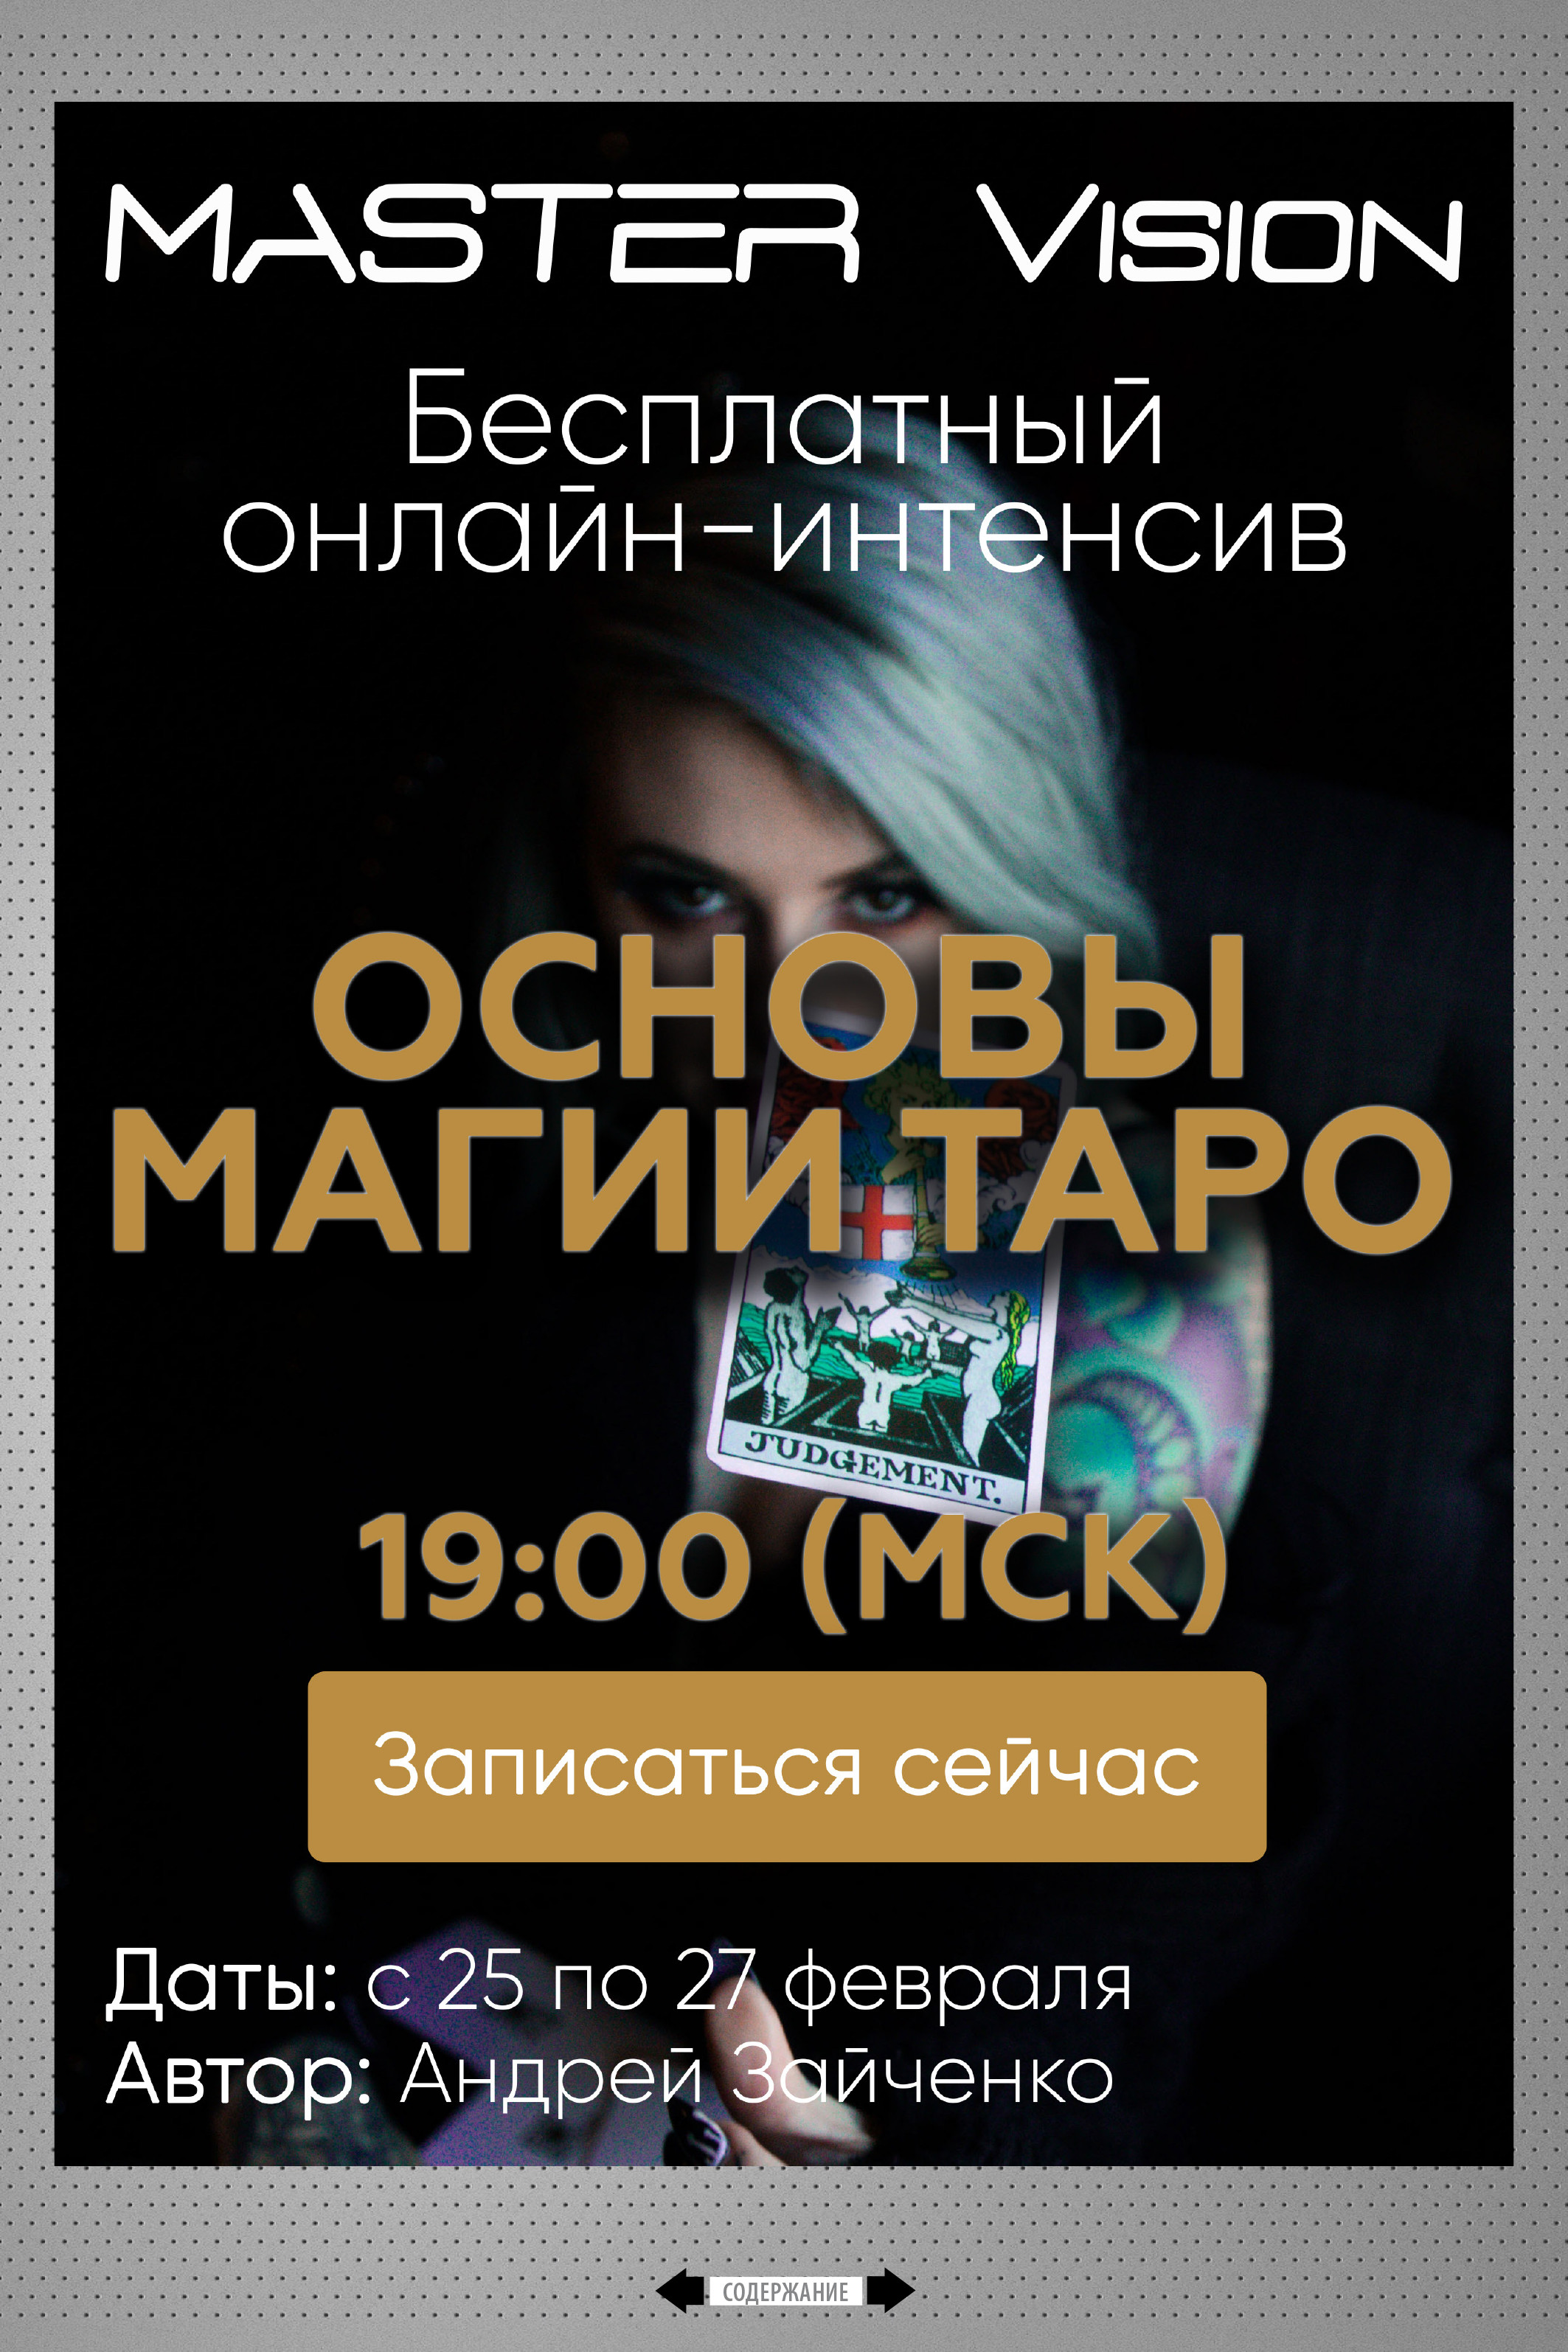 MASTER VISION
Бесплатный
онлайн-интенсив
ОСНОВЫ
МАГИИ ТАРО
JUDGEMENT.
19:00 (МСК)
Записаться сейчас
Даты: с 25 по 27 февраля
Автор: Андрей Зайченко
СОДЕРЖАНИЕ